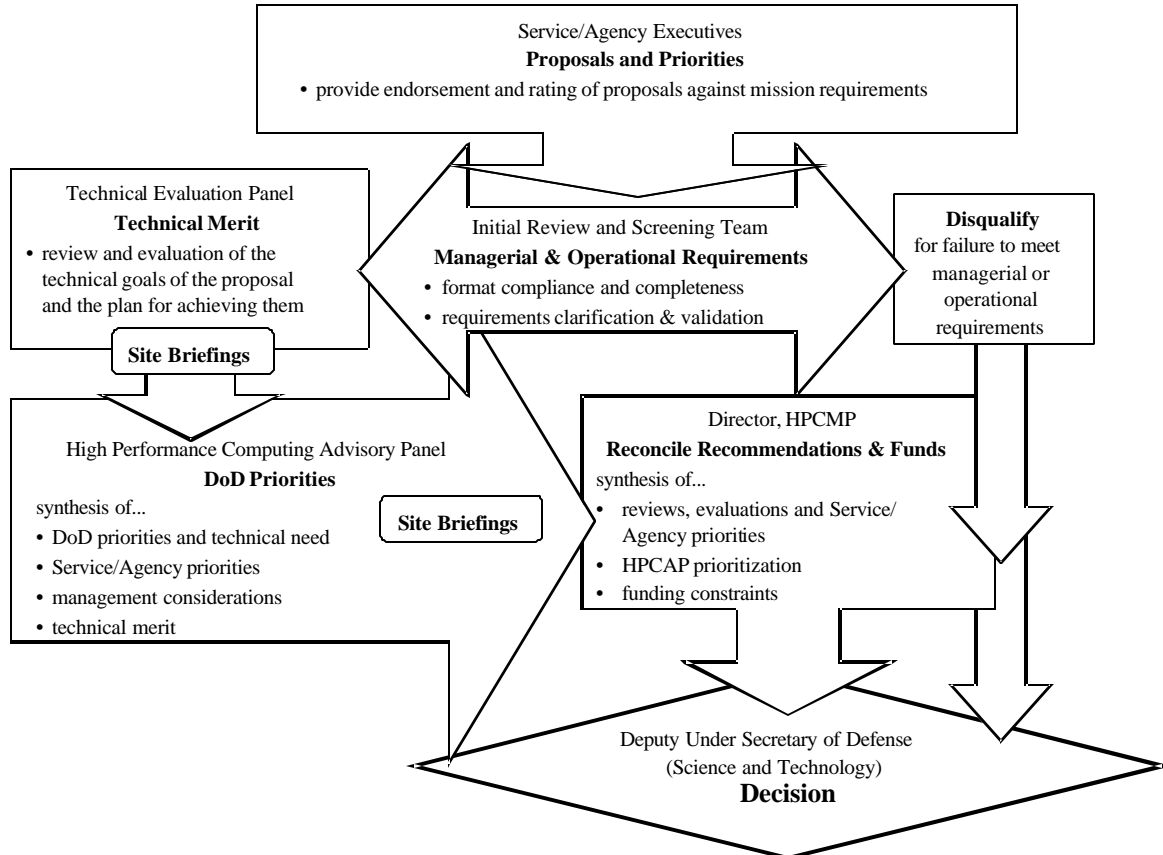 Service/Agency Executives
Proposals and Priorities
• provide endorsement and rating of proposals against mission requirements
Technical Evaluation Panel
Technical Merit
• review and evaluation of the
technical goals of the proposal
and the plan for achieving them
Site Briefings
Initial Review and Screening Team
Managerial & Operational Requirements
• format compliance and completeness
• requirements clarification & validation
Disqualify
for failure to meet
managerial or
operational
requirements
High Performance Computing Advisory Panel
DoD Priorities
synthesis of...
• DoD priorities and technical need
• Service/Agency priorities
• management considerations
• technical merit
Site Briefings
Director, HPCMP
Reconcile Recommendations & Funds
synthesis of...
• reviews, evaluations and Service/
Agency priorities
• HPCAP prioritization
• funding constraints
Deputy Under Secretary of Defense
(Science and Technology)
Decision